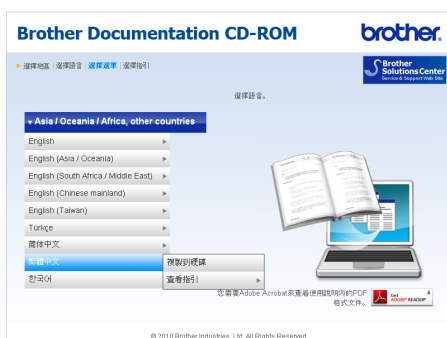 Brother Documentation CD-ROM
brother.
選擇地區 | 選擇語言 | 選擇選單 | 選擇指引
Brother
Solutions Center
Service & Support Web Site
選擇語言。
Asia / Oceania / Africa, other countries
English
English (Asia / Oceania)
English (South Africa / Middle East)
English (Chinese mainland)
English (Taiwan)
Türkçe
简体中文
繁體中文
複製到硬碟
한국어
查看指引
您需要Adobe Acrobat來查看使用說明內的PDF
格式文件。
Get
ADOBE® READER®
© 2010 Brother Industries, Ltd. All Rights Reserved.